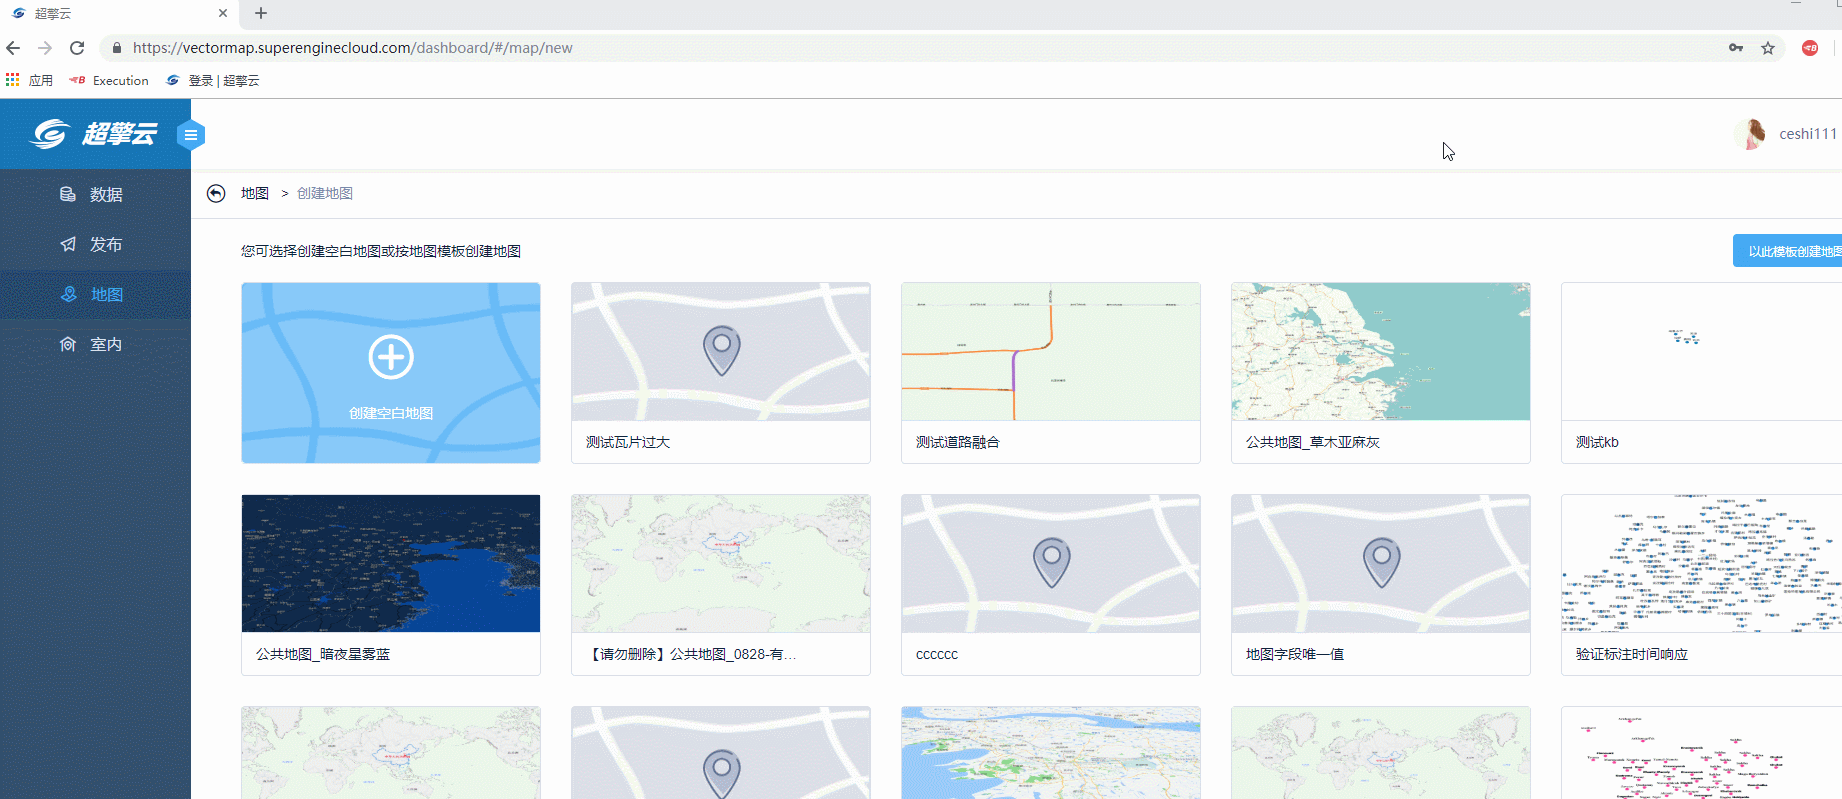 超擎云
https://vectormap.superenginecloud.com/dashboard/#/map/new
应用 Execution 登录 | 超擎云
超擎云
ceshi111
数据
发布
地图
室内
地图 > 创建地图
您可选择创建空白地图或按地图模板创建地图
以此模板创建地图
创建空白地图
测试瓦片过大
测试道路融合
公共地图_草木亚麻灰
测试kb
公共地图_暗夜星雾蓝
【请勿删除】公共地图_0828-有...
cccccc
地图字段唯一值
验证标注时间响应